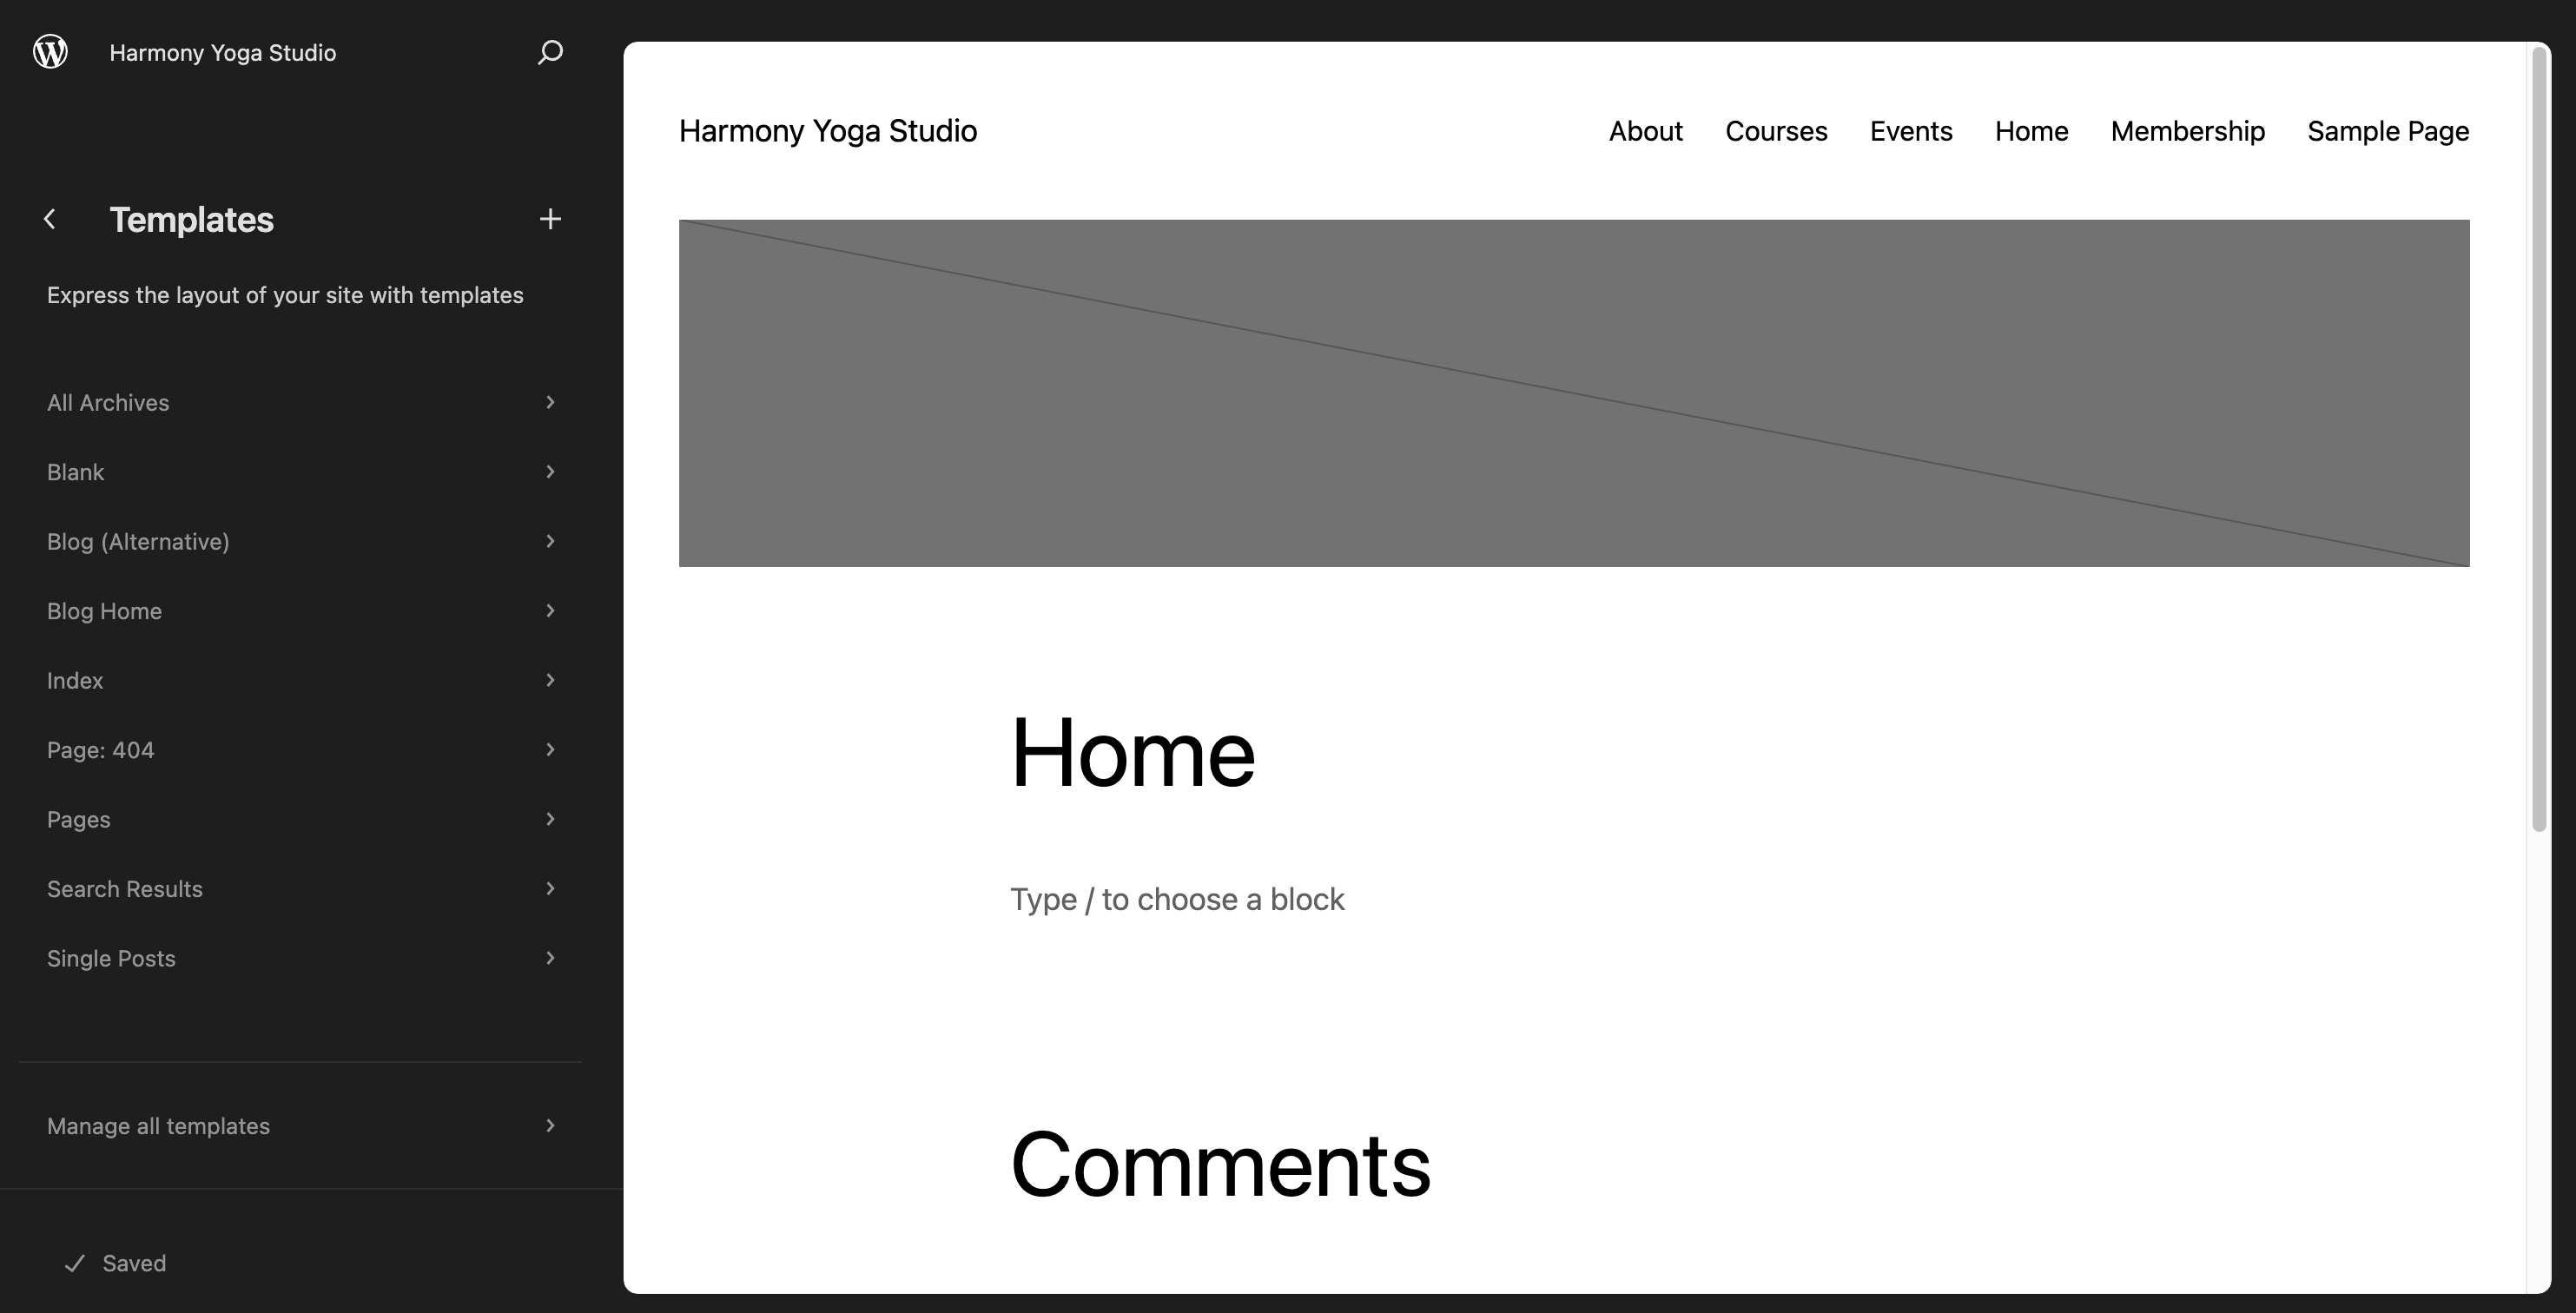 Harmony Yoga Studio
Templates
Express the layout of your site with templates
All Archives
Blank
Blog (Alternative)
Blog Home
Index
Page: 404
Pages
Search Results
Single Posts
Manage all templates
Saved
Harmony Yoga Studio
About Courses Events Home Membership Sample Page
Home
Type / to choose a block
Comments